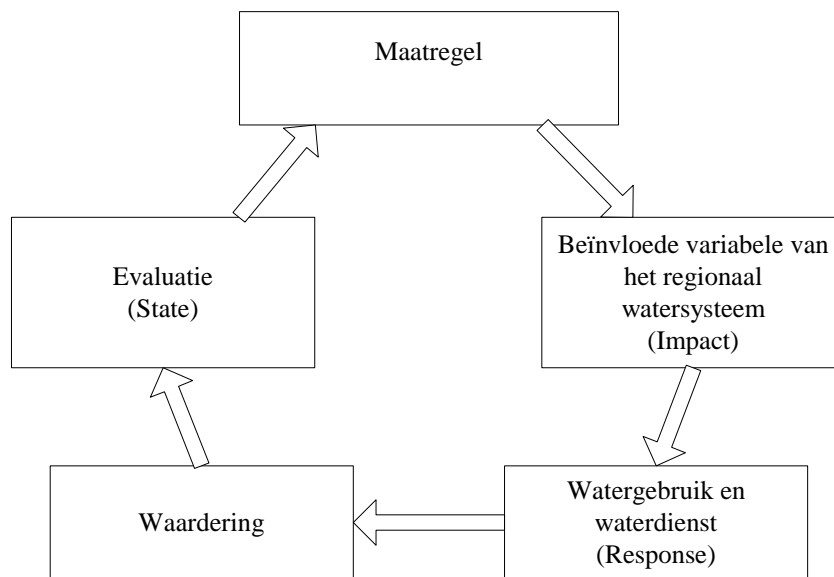 Maatregel
Beïnvloede variabele van
het regionaal
watersysteem
(Impact)
Evaluatie
(State)
Watergebruik en
waterdienst
(Response)
Waardering